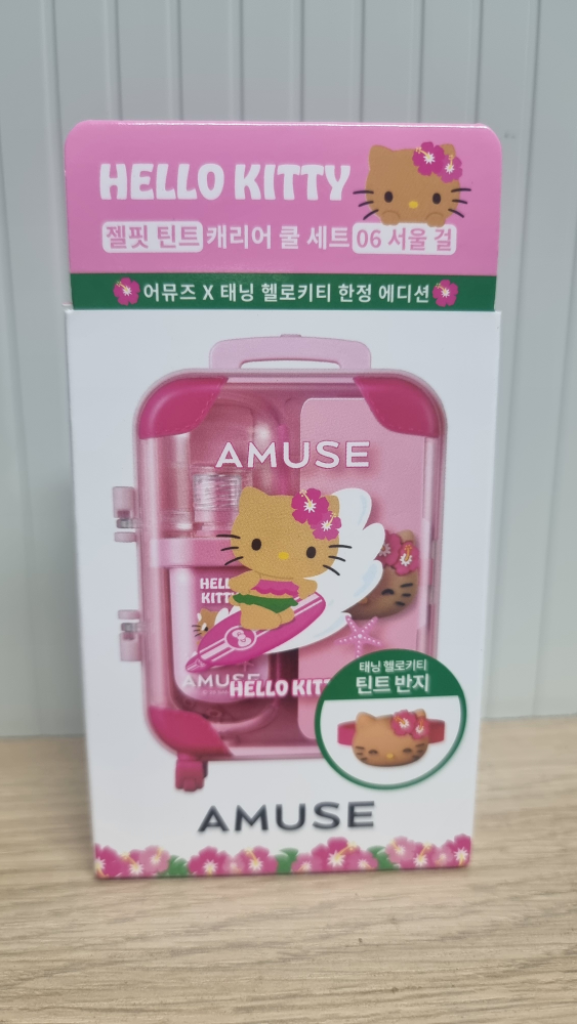 HELLO KITTY
젤핏 틴트 캐리어 쿨 세트 06 서울 걸
어뮤즈 X 태닝 헬로키티 한정 에디션
AMUSE
HELLO
KITTY
AMUSE
HELLO KITTY
태닝 헬로키티
틴트 반지
AMUSE